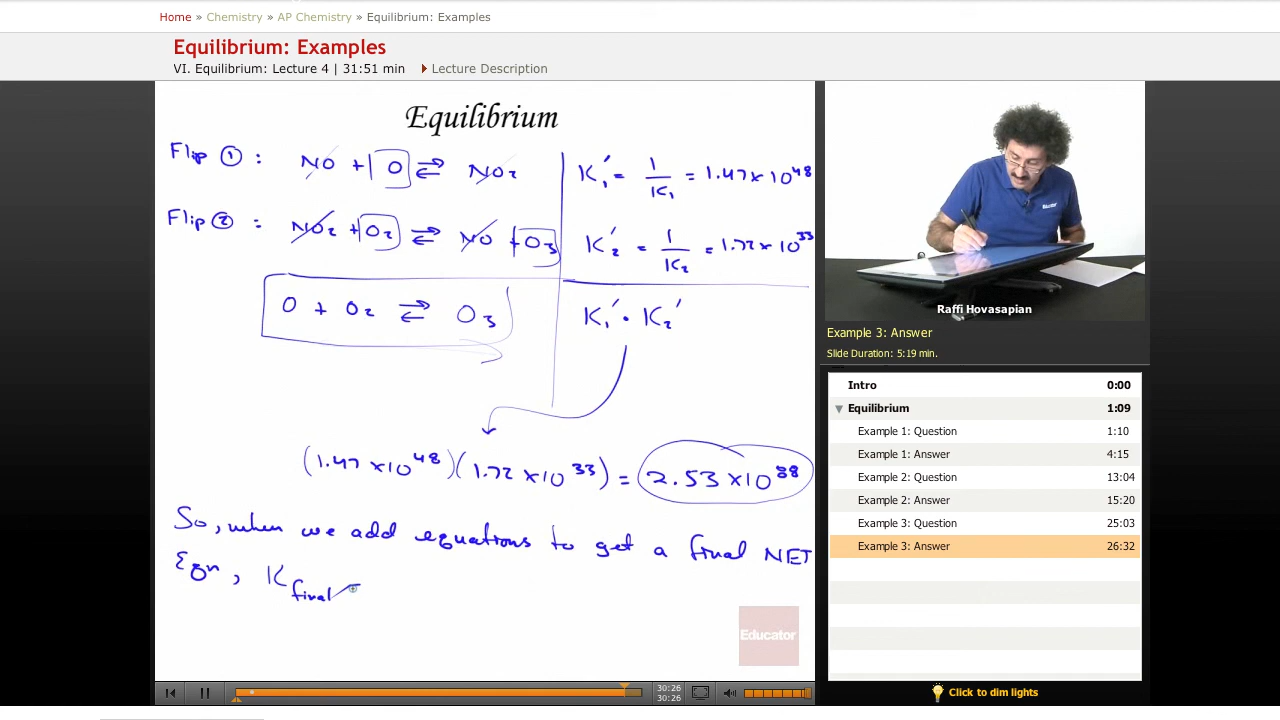 Home » Chemistry » AP Chemistry » Equilibrium: Examples
Equilibrium: Examples
VI. Equilibrium: Lecture 4 | 31:51 min Lecture Description
Equilibrium
Flip ①: NO + O ⇌ NO₂ K₁' = 1/K₁ = 1.47 × 10⁴⁸
Flip ②: NO₂ + O₂ ⇌ NO + O₃ K₂' = 1/K₂ = 1.72 × 10³³
O + O₂ ⇌ O₃ K₁' · K₂'
(1.47 × 10⁴⁸)(1.72 × 10³³) = 2.53 × 10⁸⁸
So, when we add equations to get a final NET
Eqn, K final
Educator
30:26
30:26
Raffi Hovasapian
Example 3: Answer
Slide Duration: 5:19 min.
Intro 0:00
Equilibrium 1:09
Example 1: Question 1:10
Example 1: Answer 4:15
Example 2: Question 13:04
Example 2: Answer 15:20
Example 3: Question 25:03
Example 3: Answer 26:32
Click to dim lights